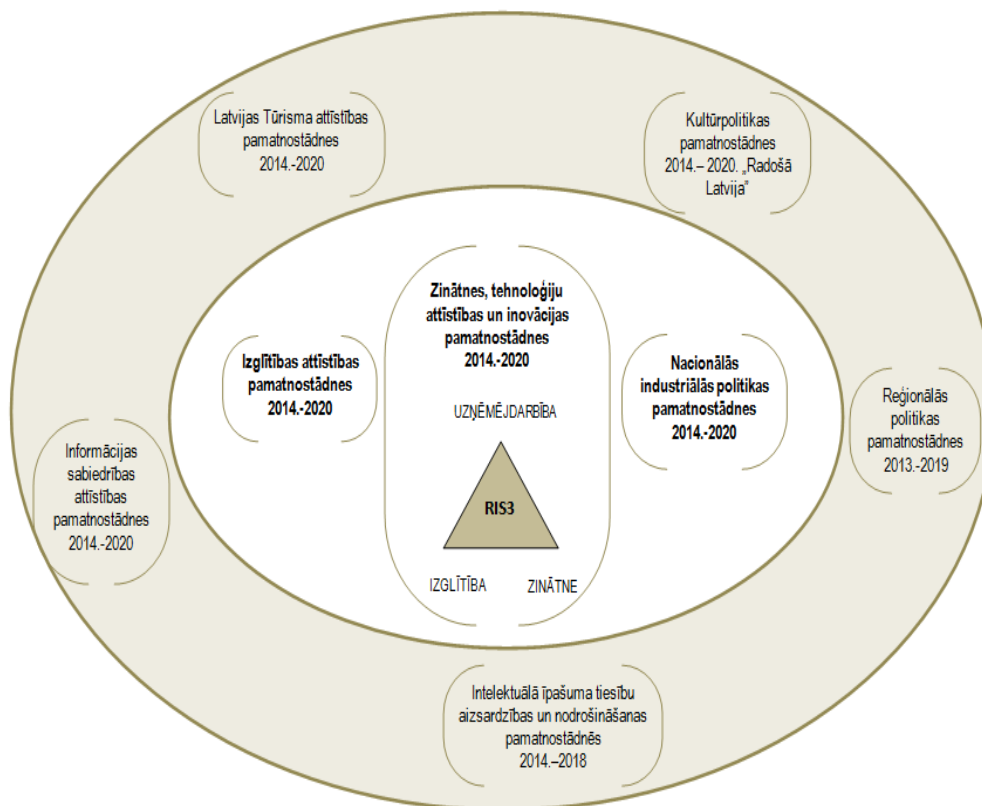 Latvijas Tūrisma attīstības
pamatnostādnes
2014.-2020
Kultūrpolitikas
pamatnostādnes
2014.– 2020. „Radošā
Latvija”
Zinātnes, tehnoloģiju
attīstības un inovācijas
pamatnostādnes
2014.-2020
Izglītības attīstības
pamatnostādnes
2014.-2020
Nacionālās
industriālās politikas
pamatnostādnes
2014.-2020
UZŅĒMĒJDARBĪBA
RIS3
IZGLĪTĪBA
ZINĀTNE
Reģionālās
politikas
pamatnostādnes
2013.-2019
Informācijas
sabiedrības
attīstības
pamatnostādnes
2014.-2020
Intelektuālā īpašuma tiesību
aizsardzības un nodrošināšanas
pamatnostādnēs
2014.–2018